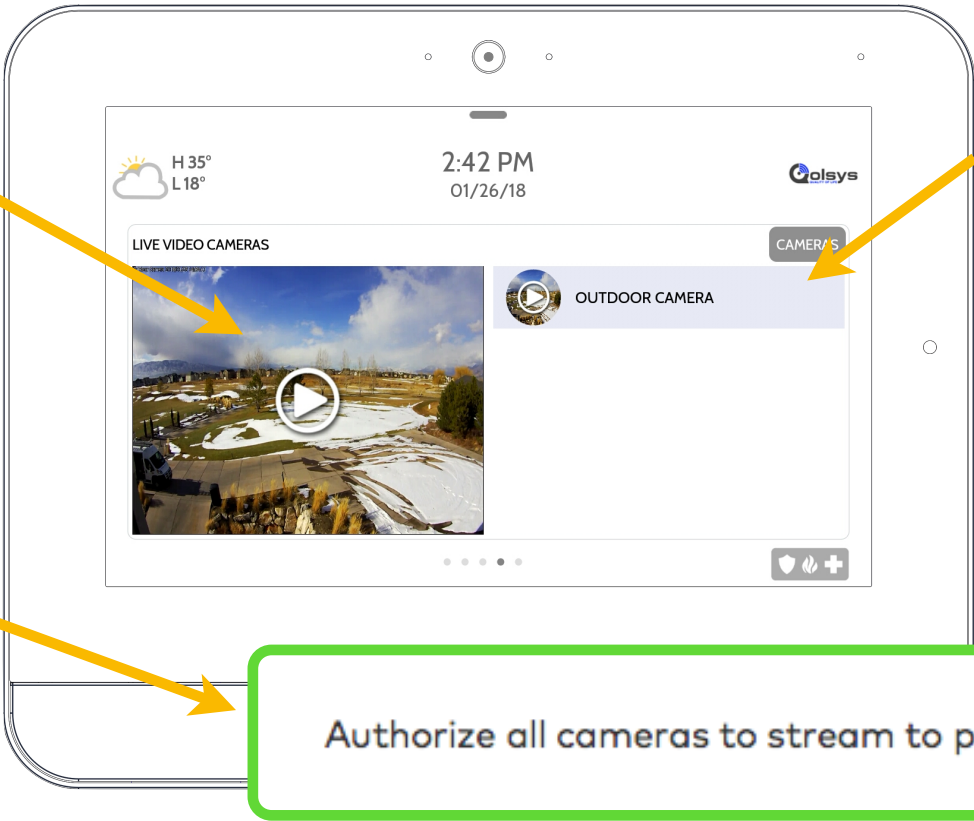 H 35°
L 18°
2:42 PM
01/26/18
Qolsys
LIVE VIDEO CAMERAS
CAMERAS
OUTDOOR CAMERA
Authorize all cameras to stream to p